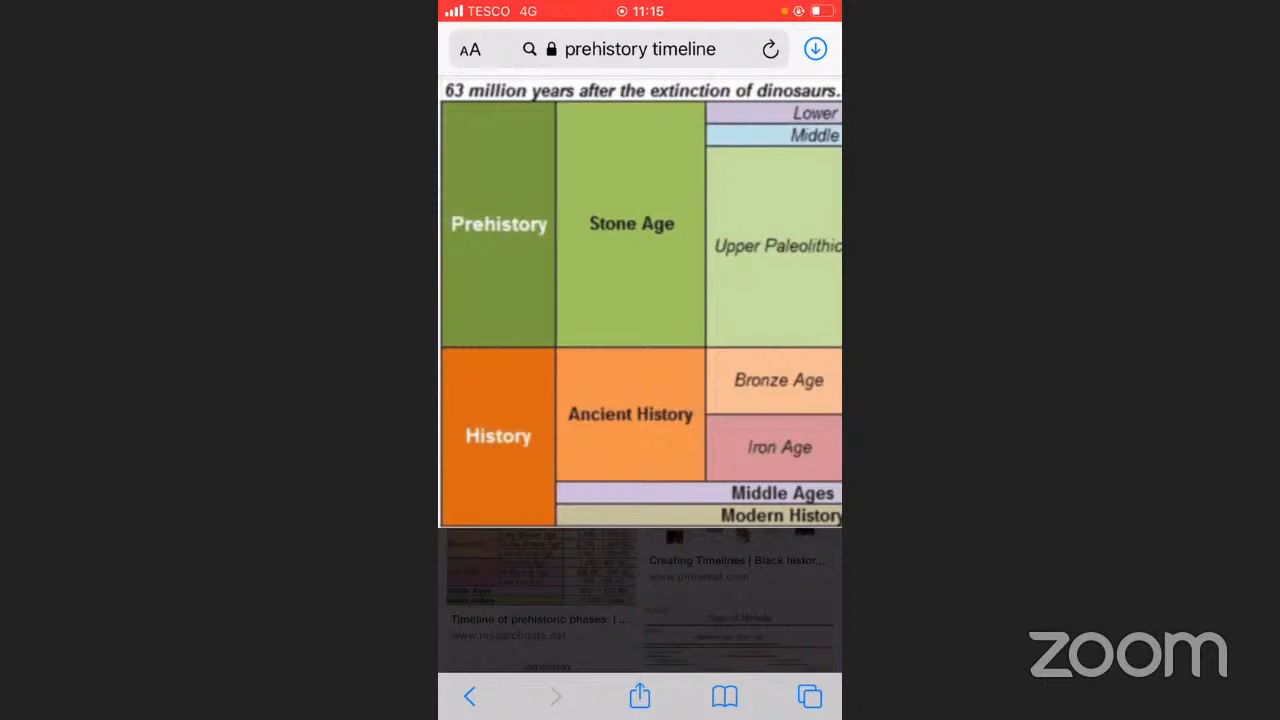 TESCO 4G 11:15
AA prehistory timeline
63 million years after the extinction of dinosaurs.
Lower
Middle
Prehistory Stone Age
Upper Paleolithic
Bronze Age
Ancient History
History
Iron Age
Middle Ages
Modern History
Creating Timelines | Black histor...
Timeline of prehistoric phases. | ...
zoom